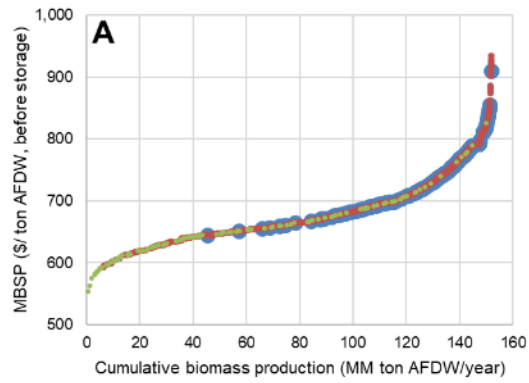 A
1,000
900
800
700
600
500
MBSP ($/ ton AFDW, before storage)
0 20 40 60 80 100 120 140 160
Cumulative biomass production (MM ton AFDW/year)